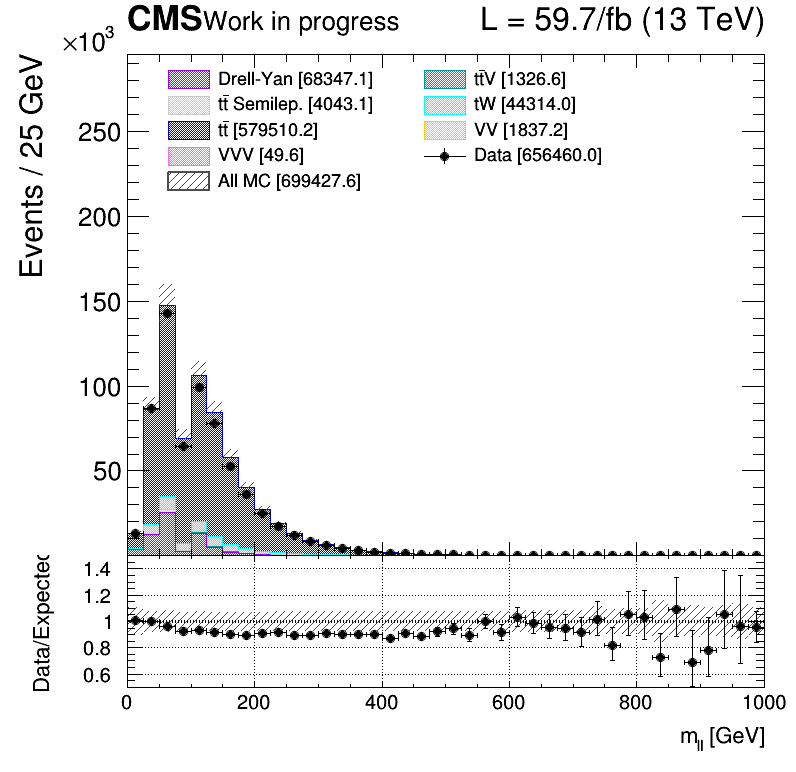 CMS Work in progress L = 59.7/fb (13 TeV)
×10³
Events / 25 GeV
Drell-Yan [68347.1]
tt̄ Semilep. [4043.1]
tt̄ [579510.2]
VVV [49.6]
All MC [699427.6]
tt̄V [1326.6]
tW [44314.0]
VV [1837.2]
Data [656460.0]
250
200
150
100
50
Data/Expected
1.4
1.2
1
0.8
0.6
0 200 400 600 800 1000
m_ll [GeV]